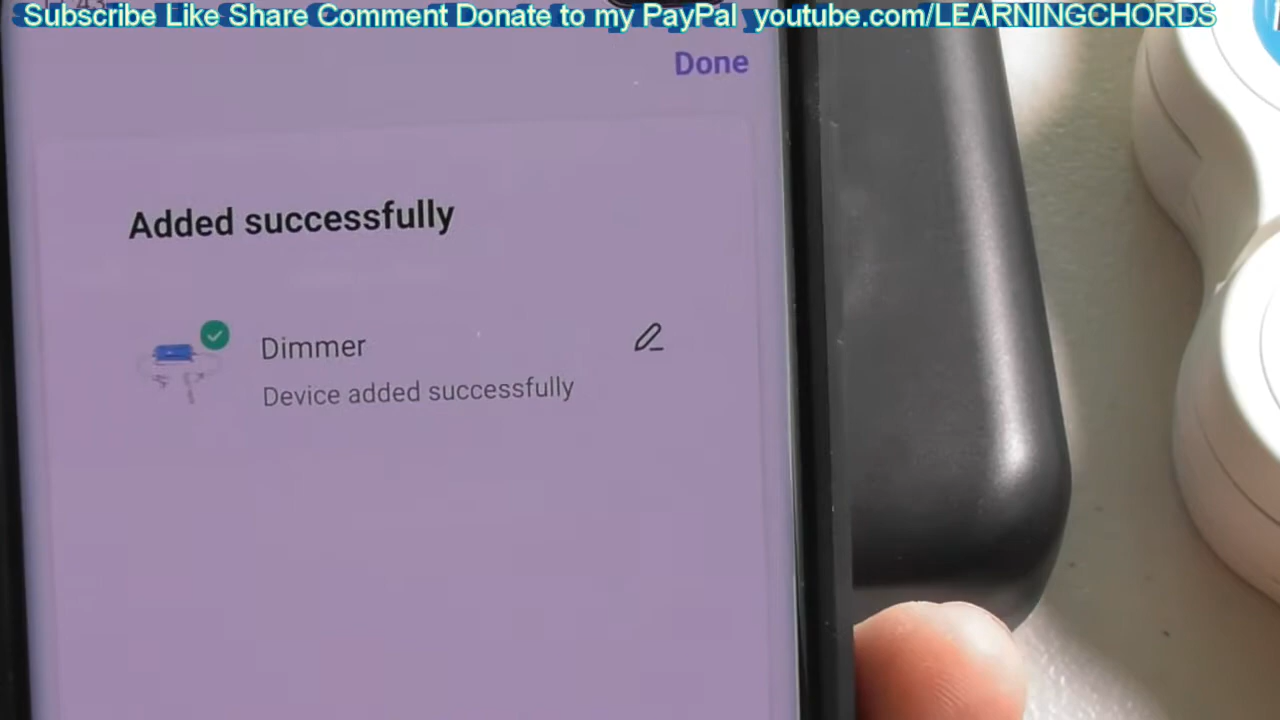 Subscribe Like Share Comment Donate to my PayPal youtube.com/LEARNINGCHORDS
Done
Added successfully
Dimmer
Device added successfully